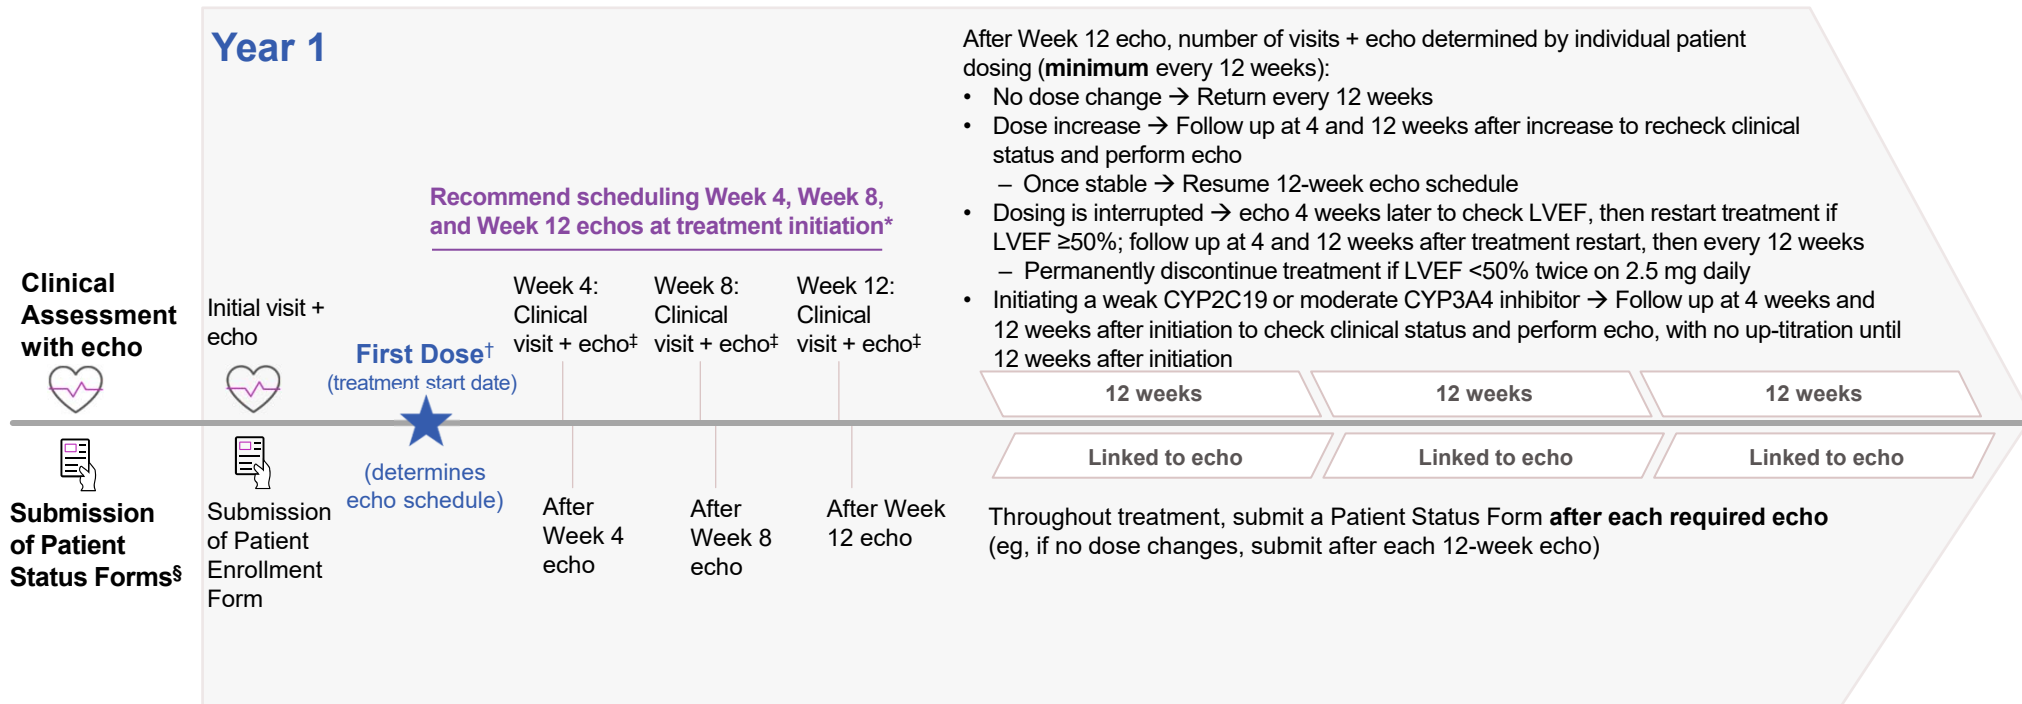 Year 1
After Week 12 echo, number of visits + echo determined by individual patient
dosing (minimum every 12 weeks):
• No dose change → Return every 12 weeks
• Dose increase → Follow up at 4 and 12 weeks after increase to recheck clinical
status and perform echo
– Once stable → Resume 12-week echo schedule
• Dosing is interrupted → echo 4 weeks later to check LVEF, then restart treatment if
LVEF ≥50%; follow up at 4 and 12 weeks after treatment restart, then every 12 weeks
– Permanently discontinue treatment if LVEF <50% twice on 2.5 mg daily
• Initiating a weak CYP2C19 or moderate CYP3A4 inhibitor → Follow up at 4 weeks and
12 weeks after initiation to check clinical status and perform echo, with no up-titration until
12 weeks after initiation
Recommend scheduling Week 4, Week 8,
and Week 12 echos at treatment initiation*
Clinical
Assessment
with echo
Initial visit +
echo
First Dose†
(treatment start date)
Week 4:
Clinical
visit + echo‡
Week 8:
Clinical
visit + echo‡
Week 12:
Clinical
visit + echo‡
12 weeks
12 weeks
12 weeks
Linked to echo
Linked to echo
Linked to echo
Submission
of Patient
Status Forms§
Submission
of Patient
Enrollment
Form
(determines
echo schedule)
After
Week 4
echo
After
Week 8
echo
After Week
12 echo
Throughout treatment, submit a Patient Status Form after each required echo
(eg, if no dose changes, submit after each 12-week echo)